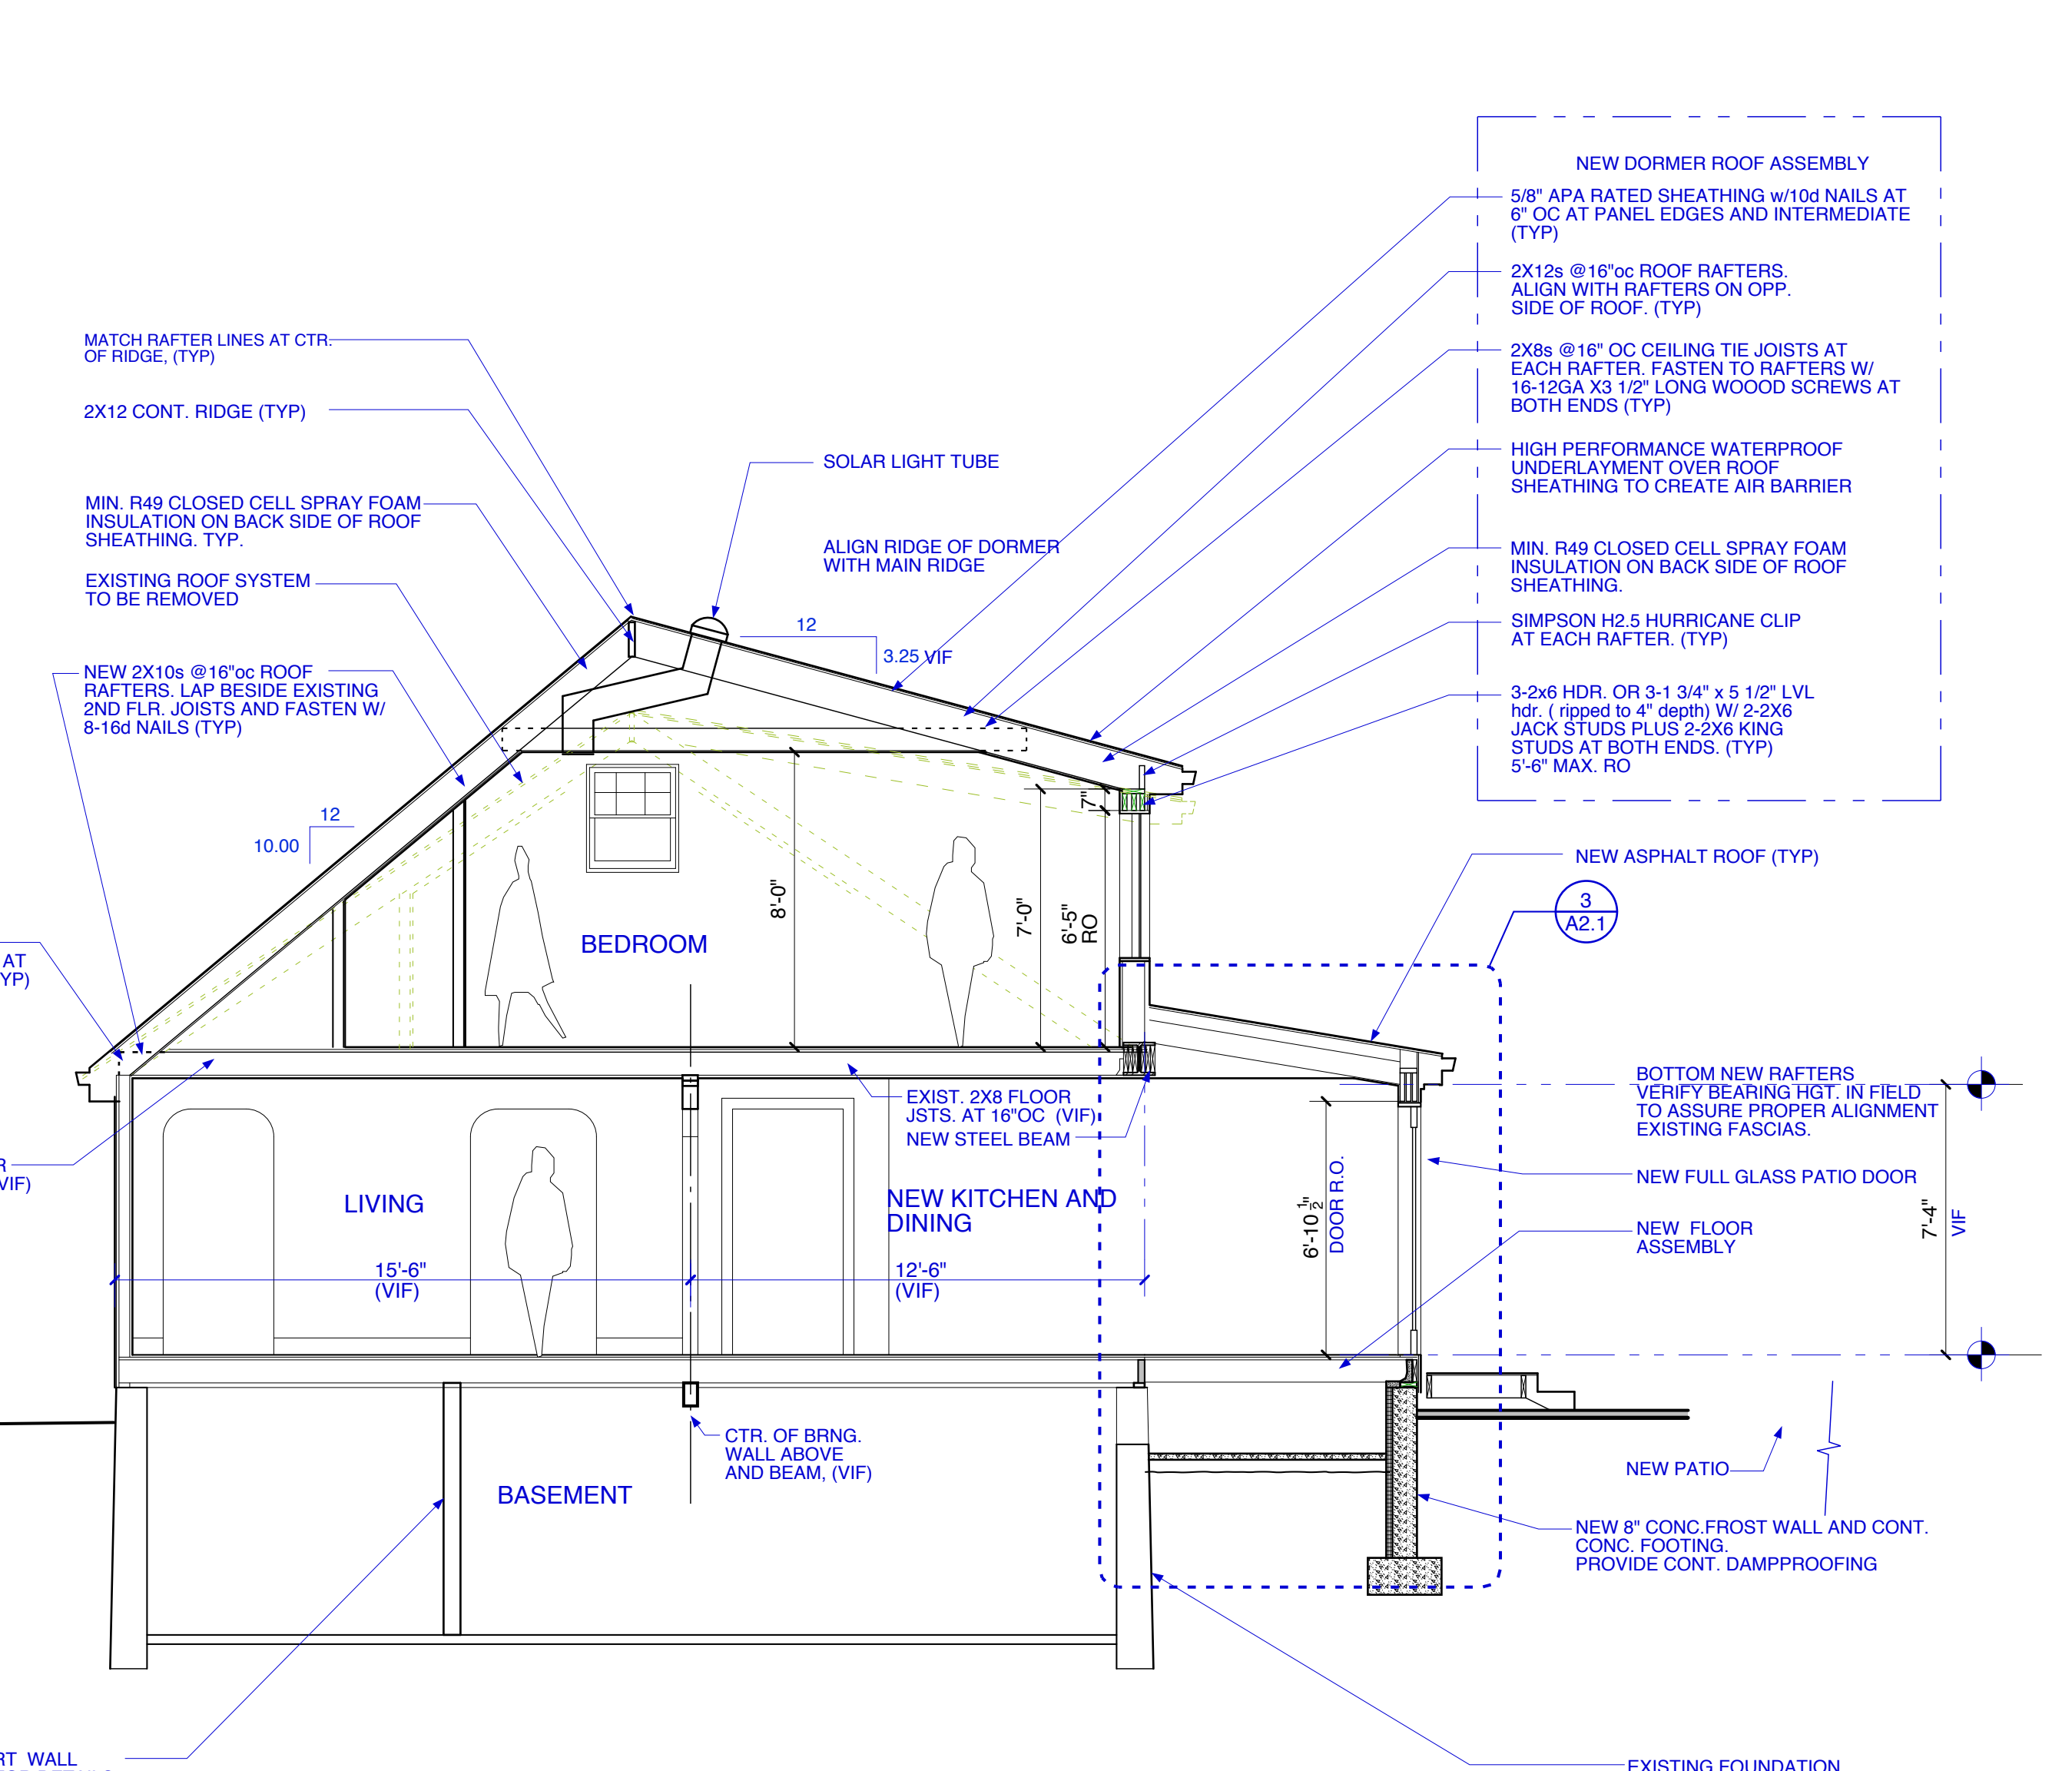 NEW DORMER ROOF ASSEMBLY
5/8" APA RATED SHEATHING w/10d NAILS AT
6" OC AT PANEL EDGES AND INTERMEDIATE
(TYP)
2X12s @16"oc ROOF RAFTERS.
ALIGN WITH RAFTERS ON OPP.
SIDE OF ROOF. (TYP)
2X8s @16" OC CEILING TIE JOISTS AT
EACH RAFTER. FASTEN TO RAFTERS W/
16-12GA X3 1/2" LONG WOOOD SCREWS AT
BOTH ENDS (TYP)
HIGH PERFORMANCE WATERPROOF
UNDERLAYMENT OVER ROOF
SHEATHING TO CREATE AIR BARRIER
MIN. R49 CLOSED CELL SPRAY FOAM
INSULATION ON BACK SIDE OF ROOF
SHEATHING.
SIMPSON H2.5 HURRICANE CLIP
AT EACH RAFTER. (TYP)
3-2x6 HDR. OR 3-1 3/4" x 5 1/2" LVL
hdr. ( ripped to 4" depth) W/ 2-2X6
JACK STUDS PLUS 2-2X6 KING
STUDS AT BOTH ENDS. (TYP)
5'-6" MAX. RO
MATCH RAFTER LINES AT CTR.
OF RIDGE, (TYP)
2X12 CONT. RIDGE (TYP)
MIN. R49 CLOSED CELL SPRAY FOAM
INSULATION ON BACK SIDE OF ROOF
SHEATHING. TYP.
EXISTING ROOF SYSTEM
TO BE REMOVED
NEW 2X10s @16"oc ROOF
RAFTERS. LAP BESIDE EXISTING
2ND FLR. JOISTS AND FASTEN W/
8-16d NAILS (TYP)
SOLAR LIGHT TUBE
ALIGN RIDGE OF DORMER
WITH MAIN RIDGE
12
3.25 VIF
12
10.00
7"
8'-0"
7'-0"
6'-5"
RO
BEDROOM
NEW ASPHALT ROOF (TYP)
3
A2.1
AT
YP)
R
VIF)
EXIST. 2X8 FLOOR
JSTS. AT 16"OC (VIF)
NEW STEEL BEAM
BOTTOM NEW RAFTERS
VERIFY BEARING HGT. IN FIELD
TO ASSURE PROPER ALIGNMENT
EXISTING FASCIAS.
NEW FULL GLASS PATIO DOOR
NEW FLOOR
ASSEMBLY
7'-4"
VIF
LIVING
NEW KITCHEN AND
DINING
6'-10 1/2"
DOOR R.O.
15'-6"
(VIF)
12'-6"
(VIF)
CTR. OF BRNG.
WALL ABOVE
AND BEAM, (VIF)
BASEMENT
NEW PATIO
NEW 8" CONC.FROST WALL AND CONT.
CONC. FOOTING.
PROVIDE CONT. DAMPPROOFING
RT WALL
EXISTING FOUNDATION